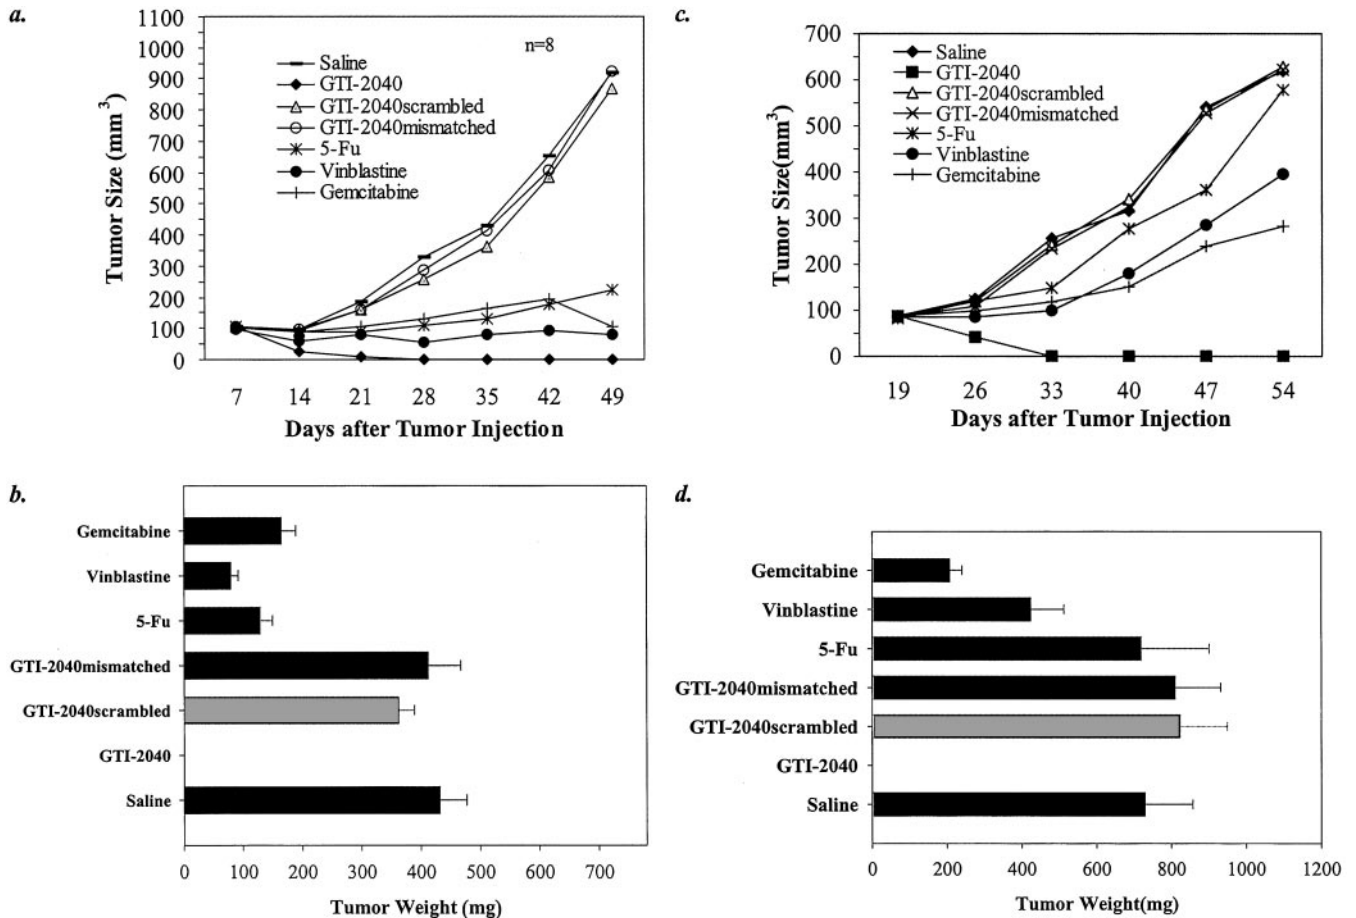 a.
1100
1000
900
800
700
600
500
400
300
200
100
0
Tumor Size (mm 3)
n=8
Saline
GTI-2040
GTI-2040scrambled
GTI-2040mismatched
5-Fu
Vinblastine
Gemcitabine
7 14 21 28 35 42 49
Days after Tumor Injection
c.
700
600
500
400
300
200
100
0
Tumor Size(mm3)
Saline
GTI-2040
GTI-2040scrambled
GTI-2040mismatched
5-Fu
Vinblastine
Gemcitabine
19 26 33 40 47 54
Days after Tumor Injection
b.
Gemcitabine
Vinblastine
5-Fu
GTI-2040mismatched
GTI-2040scrambled
GTI-2040
Saline
0 100 200 300 400 500 600 700
Tumor Weight (mg)
d.
Gemcitabine
Vinblastine
5-Fu
GTI-2040mismatched
GTI-2040scrambled
GTI-2040
Saline
0 200 400 600 800 1000 1200
Tumor Weight(mg)